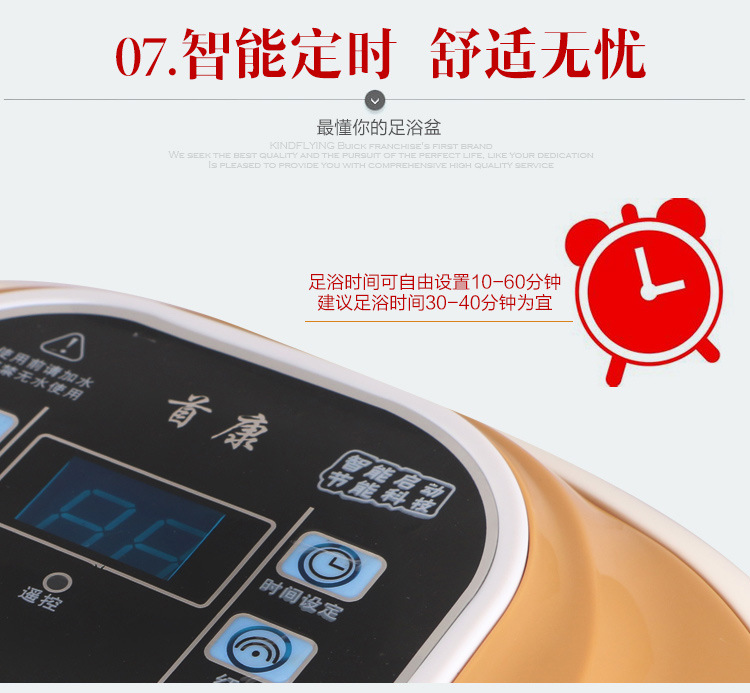 07.智能定时 舒适无忧
最懂你的足浴盆
KINDFLYING BUICK FRANCHISE'S FIRST BRAND
WE SEEK THE BEST QUALITY AND THE PURSUIT OF THE PERFECT LIFE, LIKE YOUR DEDICATION
IS PLEASED TO PROVIDE YOU WITH COMPREHENSIVE HIGH QUALITY SERVICE
足浴时间可自由设置10-60分钟
建议足浴时间30-40分钟为宜
使用前请加水
禁无水使用
首康
智能启动
节能科技
遥控
时间设定